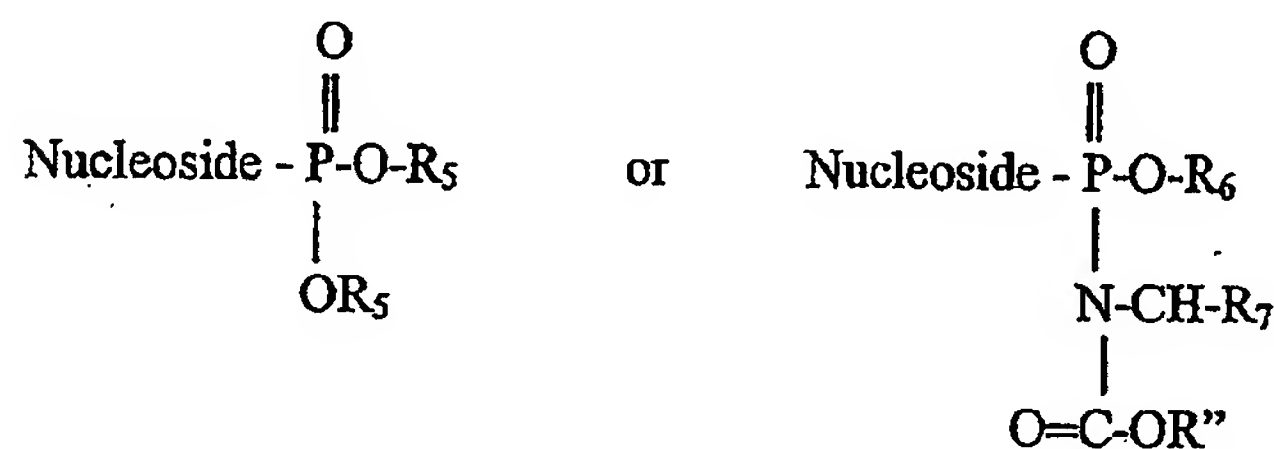 O O
Nucleoside - P-O-R5 or Nucleoside - P-O-R6
OR5 N-CH-R7
O=C-OR”